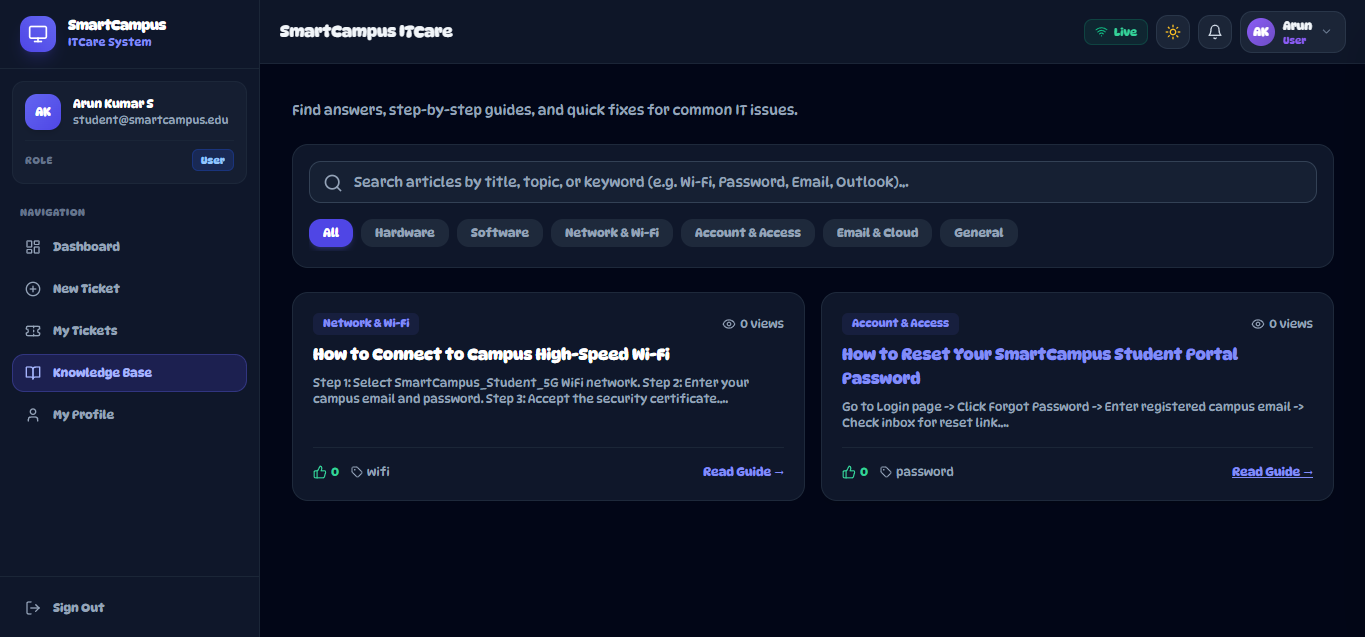 SmartCampus
ITCare System
AK
Arun Kumar S
student@smartcampus.edu
ROLE
User
NAVIGATION
Dashboard
New Ticket
My Tickets
Knowledge Base
My Profile
Sign Out
SmartCampus ITCare
Live
AK
Arun
User
Find answers, step-by-step guides, and quick fixes for common IT issues.
Search articles by title, topic, or keyword (e.g. Wi-Fi, Password, Email, Outlook)...
All
Hardware
Software
Network & Wi-Fi
Account & Access
Email & Cloud
General
Network & Wi-Fi
0 views
How to Connect to Campus High-Speed Wi-Fi
Step 1: Select SmartCampus_Student_5G WiFi network. Step 2: Enter your
campus email and password. Step 3: Accept the security certificate....
0
wifi
Read Guide →
Account & Access
0 views
How to Reset Your SmartCampus Student Portal
Password
Go to Login page -> Click Forgot Password -> Enter registered campus email ->
Check inbox for reset link....
0
password
Read Guide →